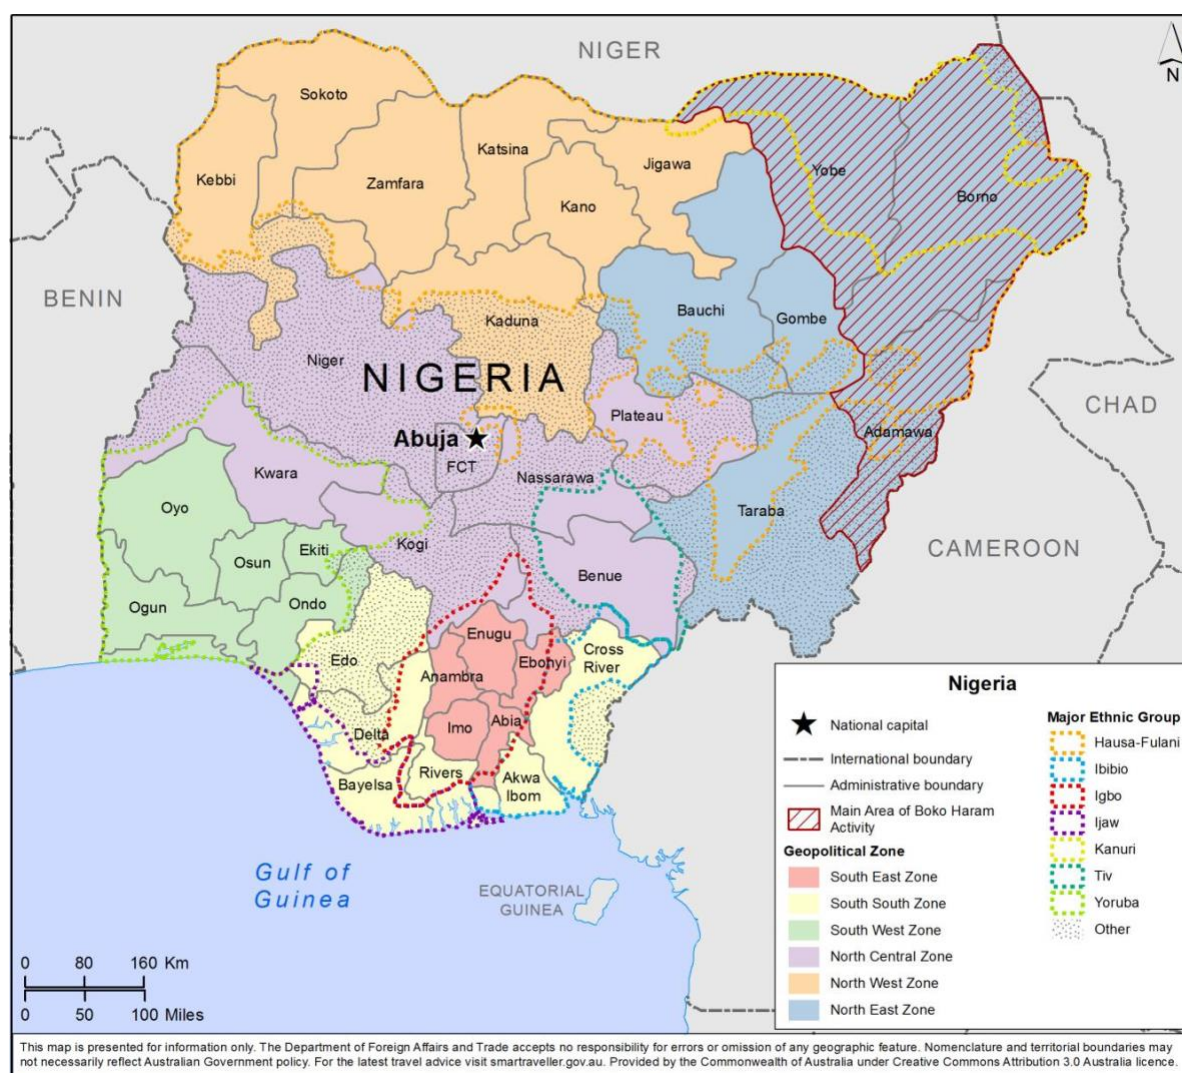 NIGER
N
Sokoto
Katsina
Jigawa
Kebbi
Zamfara
Kano
Yobe
Borno
BENIN
Bauchi
Gombe
Kaduna
Niger
NIGERIA
CHAD
Plateau
Abuja
Adamawa
FCT
Kwara
Nassarawa
Oyo
Taraba
Kogi
CAMEROON
Ekiti
Osun
Benue
Ogun
Ondo
Enugu
Cross
River
Edo
Ebonyi
Anambra
Abia
Imo
Delta
Rivers
Akwa
Ibom
Bayelsa
Gulf of
Guinea
EQUATORIAL
GUINEA
0 80 160 Km
0 50 100 Miles
Nigeria
National capital
International boundary
Administrative boundary
Main Area of Boko Haram
Activity
Geopolitical Zone
South East Zone
South South Zone
South West Zone
North Central Zone
North West Zone
North East Zone
Major Ethnic Group
Hausa-Fulani
Ibibio
Igbo
Ijaw
Kanuri
Tiv
Yoruba
Other
This map is presented for information only. The Department of Foreign Affairs and Trade accepts no responsibility for errors or omission of any geographic feature. Nomenclature and territorial boundaries may
not necessarily reflect Australian Government policy. For the latest travel advice visit smartraveller.gov.au. Provided by the Commonwealth of Australia under Creative Commons Attribution 3.0 Australia licence.